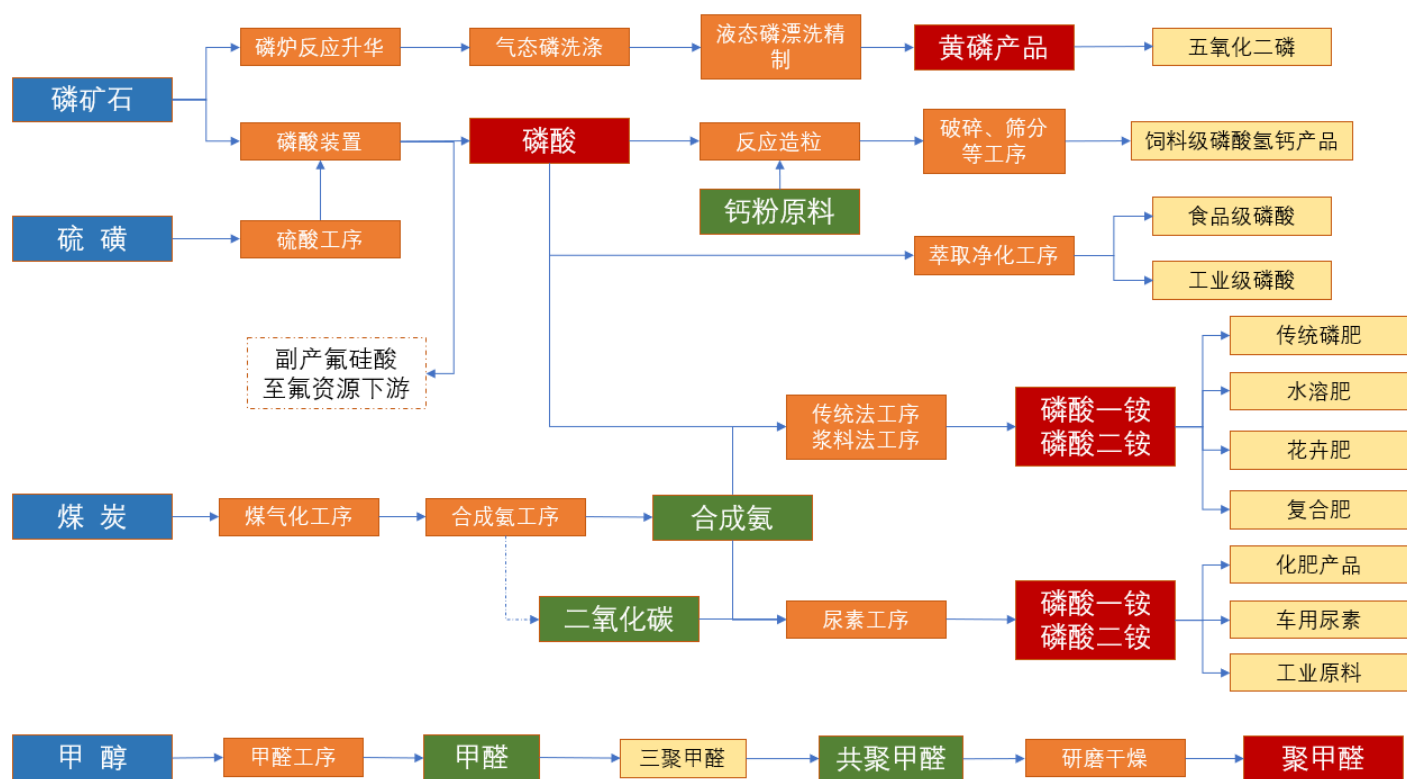 磷炉反应升华
气态磷洗涤
液态磷漂洗精
制
黄磷产品
五氧化二磷
磷矿石
磷酸装置
磷酸
反应造粒
破碎、筛分
等工序
饲料级磷酸氢钙产品
钙粉原料
硫 磺
硫酸工序
萃取净化工序
食品级磷酸
工业级磷酸
副产氟硅酸
至氟资源下游
传统法工序
浆料法工序
磷酸一铵
磷酸二铵
传统磷肥
水溶肥
花卉肥
复合肥
煤 炭
煤气化工序
合成氨工序
合成氨
二氧化碳
尿素工序
磷酸一铵
磷酸二铵
化肥产品
车用尿素
工业原料
甲 醇
甲醛工序
甲醛
三聚甲醛
共聚甲醛
研磨干燥
聚甲醛